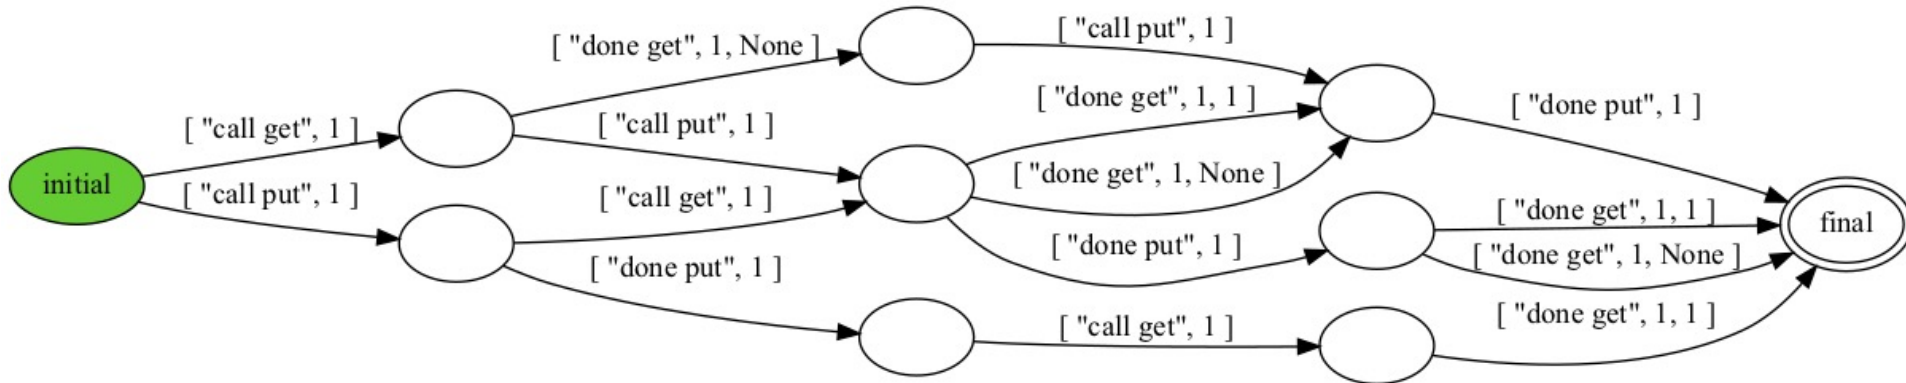 [ "call put", 1 ]
[ "done get", 1, None ]
[ "done get", 1, 1 ]
[ "done put", 1 ]
[ "call get", 1 ]
[ "call put", 1 ]
[ "done get", 1, None ]
initial
[ "call put", 1 ]
[ "call get", 1 ]
[ "done get", 1, 1 ]
final
[ "done put", 1 ]
[ "done get", 1, None ]
[ "done put", 1 ]
[ "call get", 1 ]
[ "done get", 1, 1 ]